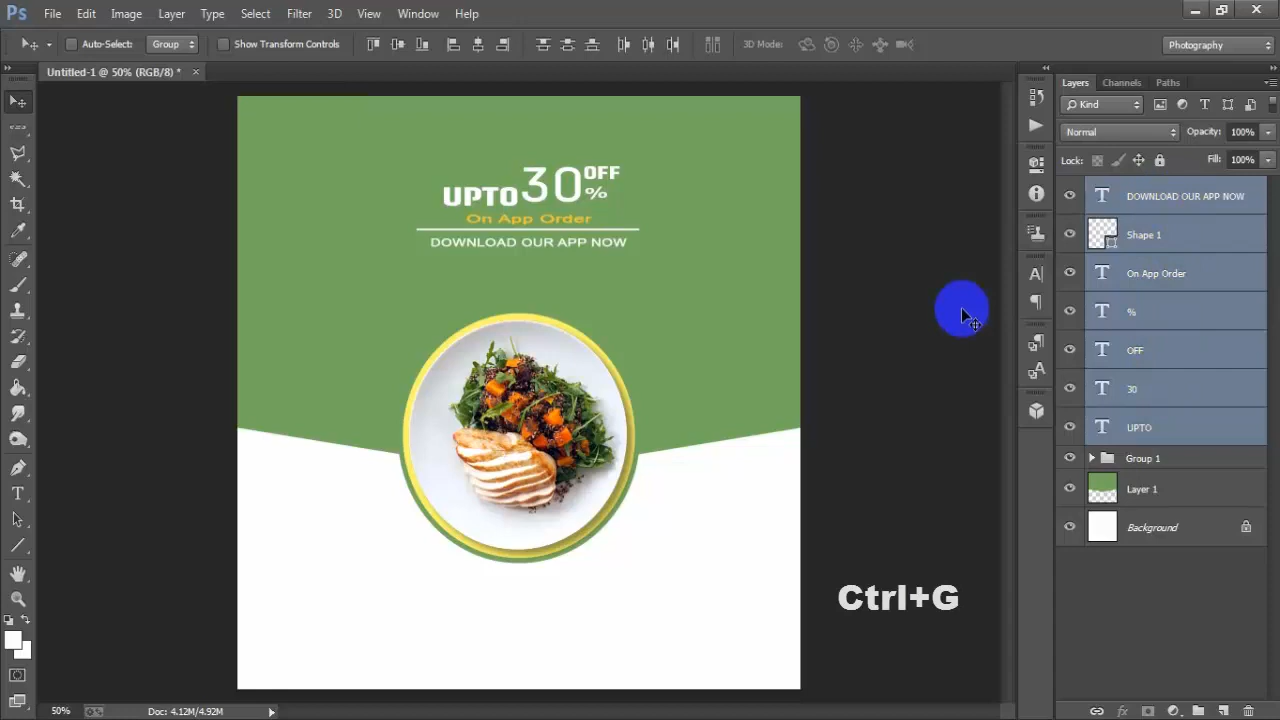 Ps File Edit Image Layer Type Select Filter 3D View Window Help
Auto-Select: Group Show Transform Controls 3D Mode: Photography
Untitled-1 @ 50% (RGB/8) * ×
Layers Channels Paths
Kind
Normal Opacity: 100%
Lock: Fill: 100%
UPTO 30 OFF
%
On App Order
DOWNLOAD OUR APP NOW
T DOWNLOAD OUR APP NOW
Shape 1
T On App Order
T %
T OFF
T 30
T UPTO
Group 1
Layer 1
Background
Ctrl+G
50% Doc: 4.12M/4.92M
fx